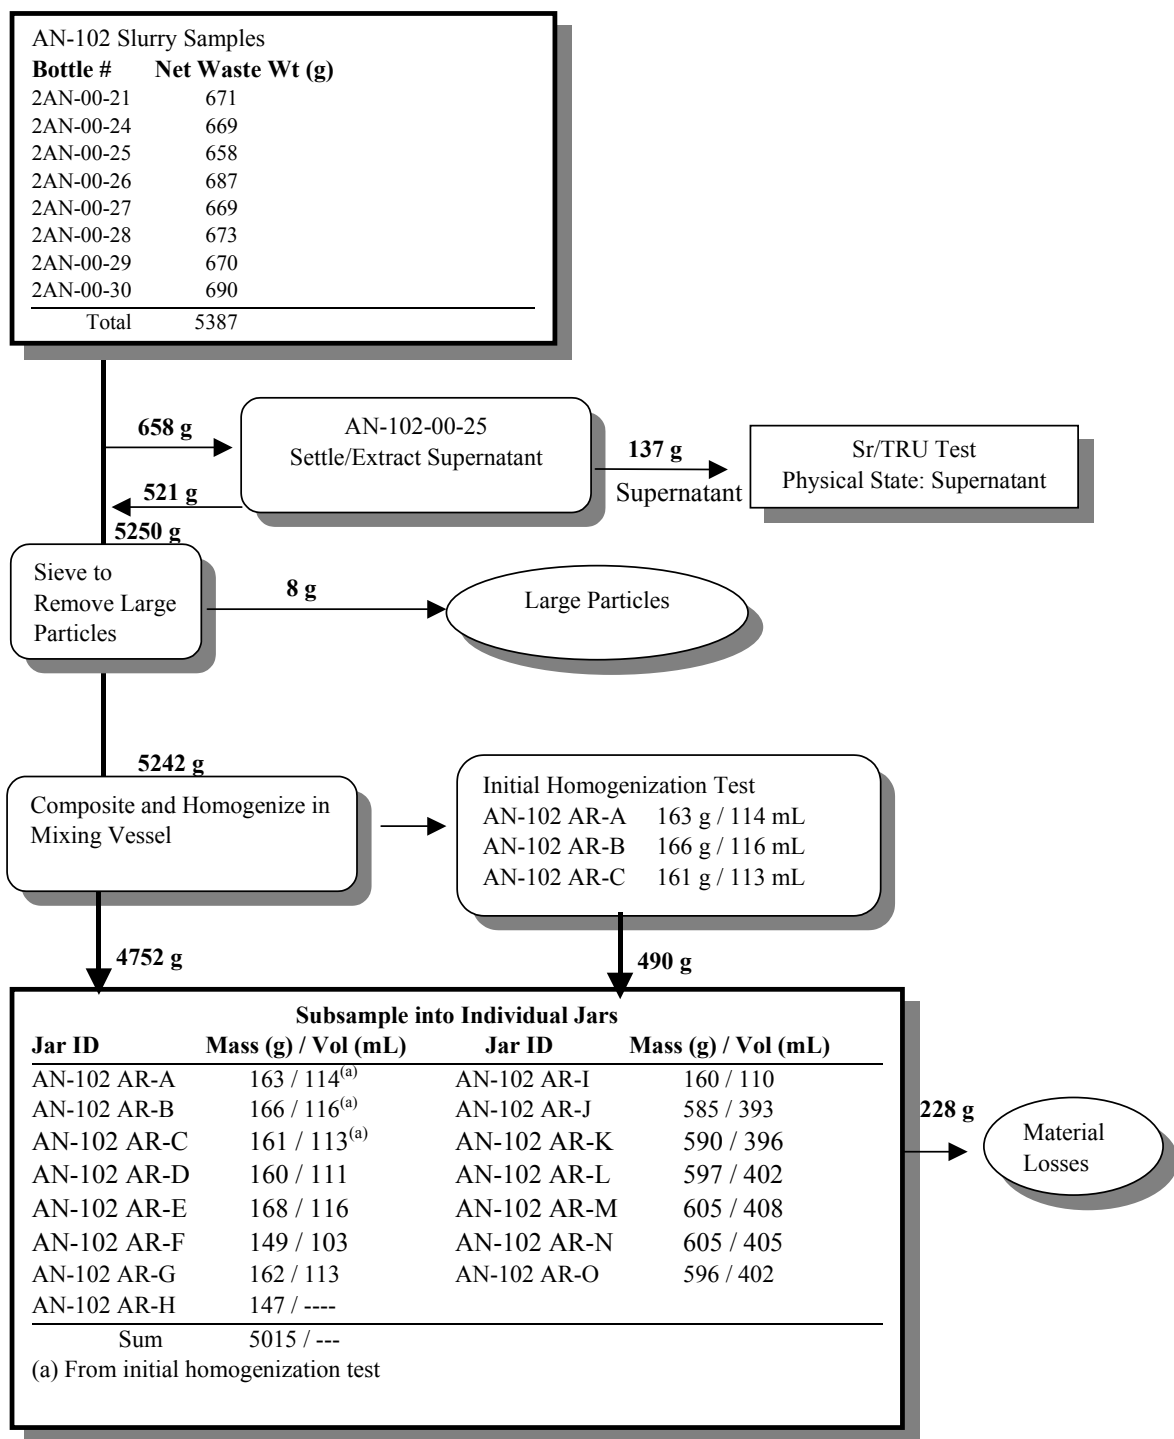 AN-102 Slurry Samples
Bottle # Net Waste Wt (g)
2AN-00-21 671
2AN-00-24 669
2AN-00-25 658
2AN-00-26 687
2AN-00-27 669
2AN-00-28 673
2AN-00-29 670
2AN-00-30 690
Total 5387
658 g
AN-102-00-25
Settle/Extract Supernatant
137 g
Supernatant
Sr/TRU Test
Physical State: Supernatant
521 g
5250 g
Sieve to
Remove Large
Particles
8 g
Large Particles
5242 g
Composite and Homogenize in
Mixing Vessel
Initial Homogenization Test
AN-102 AR-A 163 g / 114 mL
AN-102 AR-B 166 g / 116 mL
AN-102 AR-C 161 g / 113 mL
4752 g
490 g
Subsample into Individual Jars
Jar ID Mass (g) / Vol (mL) Jar ID Mass (g) / Vol (mL)
AN-102 AR-A 163 / 114(a) AN-102 AR-I 160 / 110
AN-102 AR-B 166 / 116(a) AN-102 AR-J 585 / 393
AN-102 AR-C 161 / 113(a) AN-102 AR-K 590 / 396
AN-102 AR-D 160 / 111 AN-102 AR-L 597 / 402
AN-102 AR-E 168 / 116 AN-102 AR-M 605 / 408
AN-102 AR-F 149 / 103 AN-102 AR-N 605 / 405
AN-102 AR-G 162 / 113 AN-102 AR-O 596 / 402
AN-102 AR-H 147 / ----
Sum 5015 / ---
(a) From initial homogenization test
228 g
Material
Losses